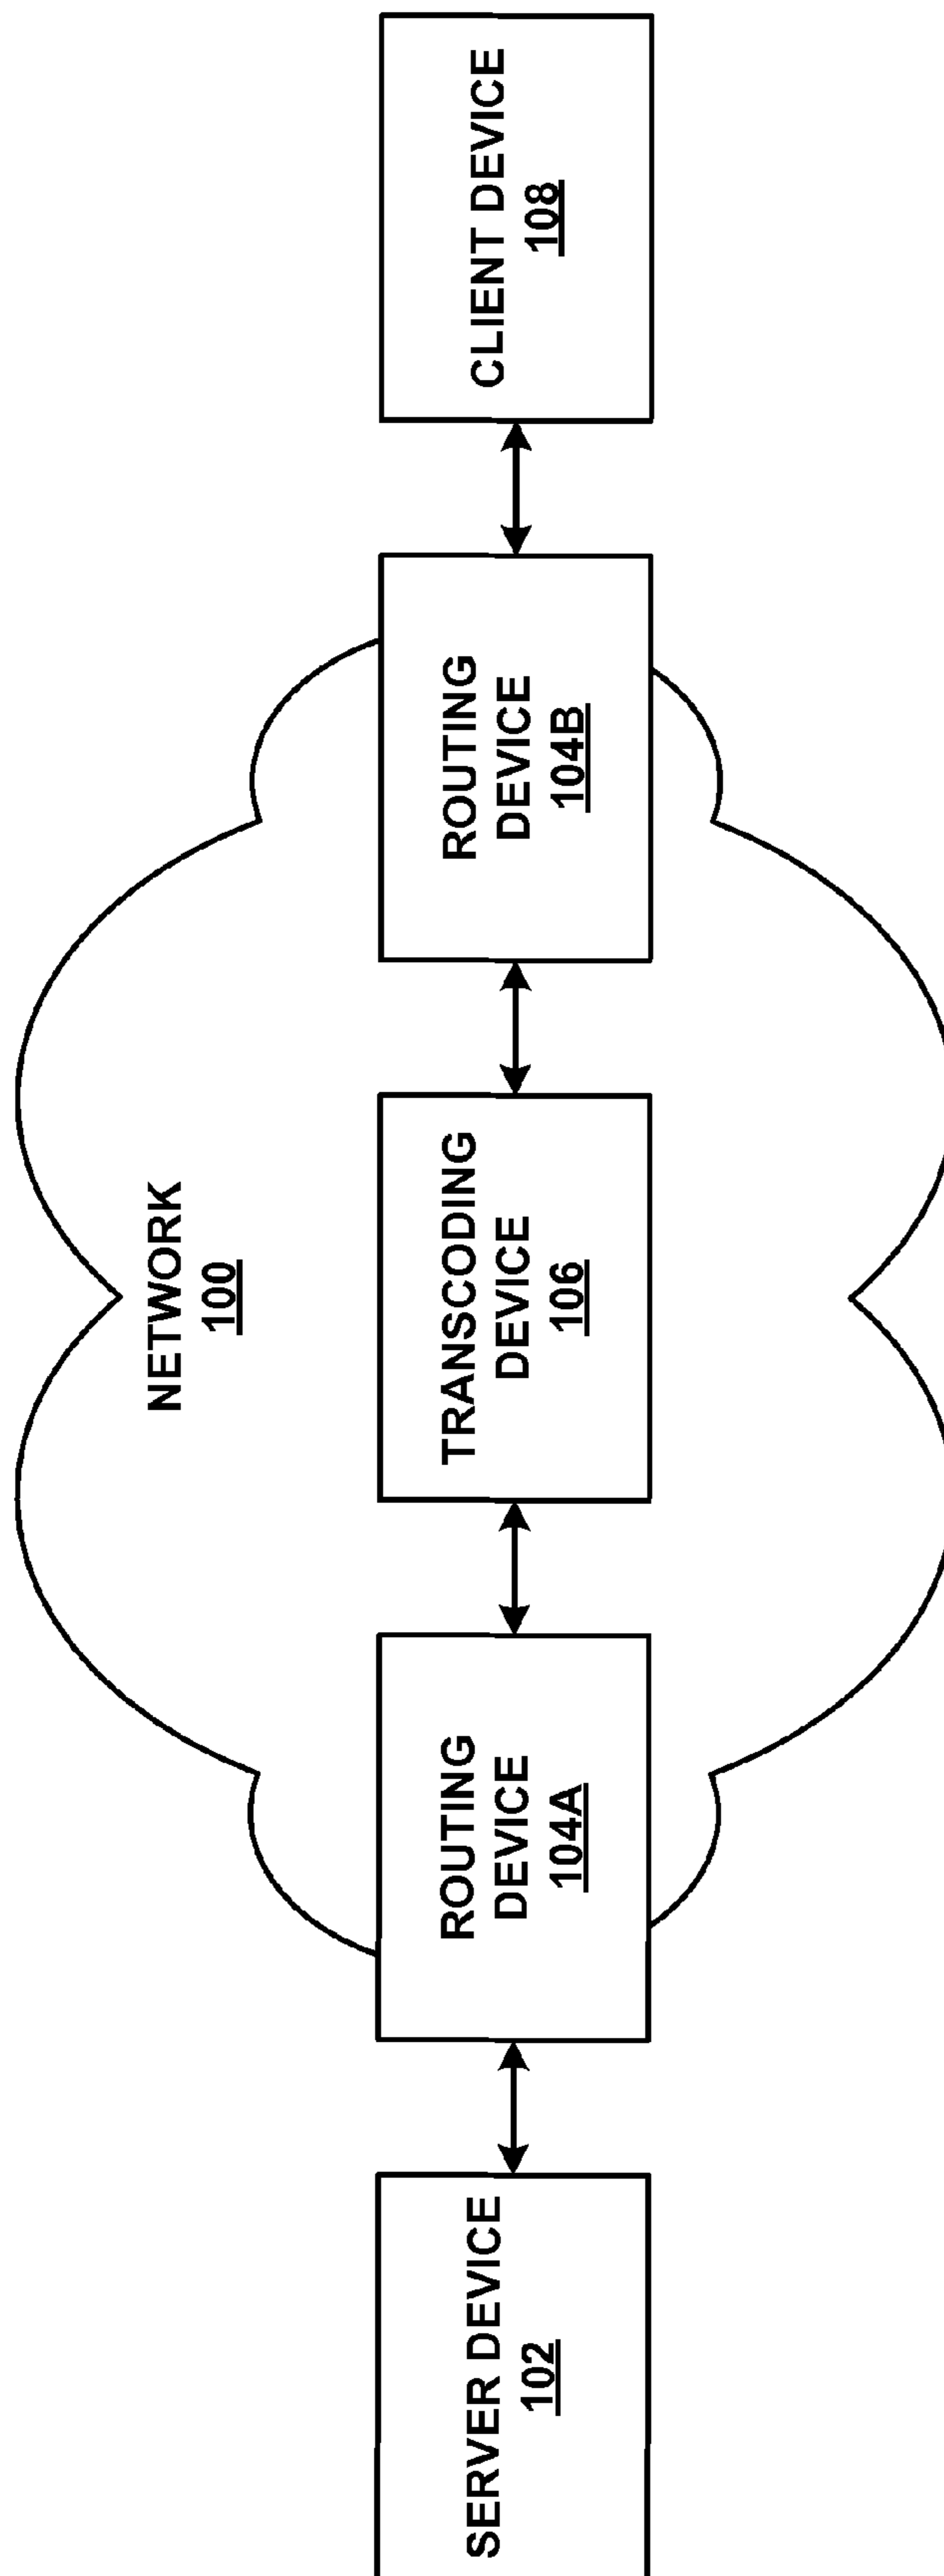 NETWORK
100
SERVER DEVICE
102
ROUTING
DEVICE
104A
TRANSCODING
DEVICE
106
ROUTING
DEVICE
104B
CLIENT DEVICE
108